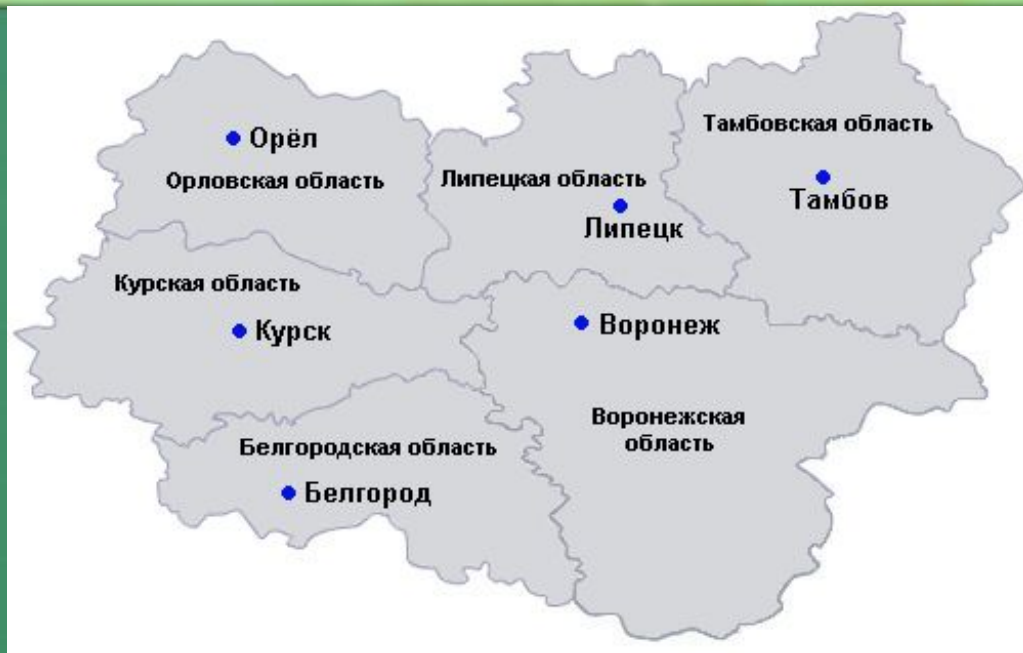 Тамбовская область
Орёл
Орловская область
Липецкая область
Тамбов
Липецк
Курская область
Курск
Воронеж
Воронежская
область
Белгородская область
Белгород